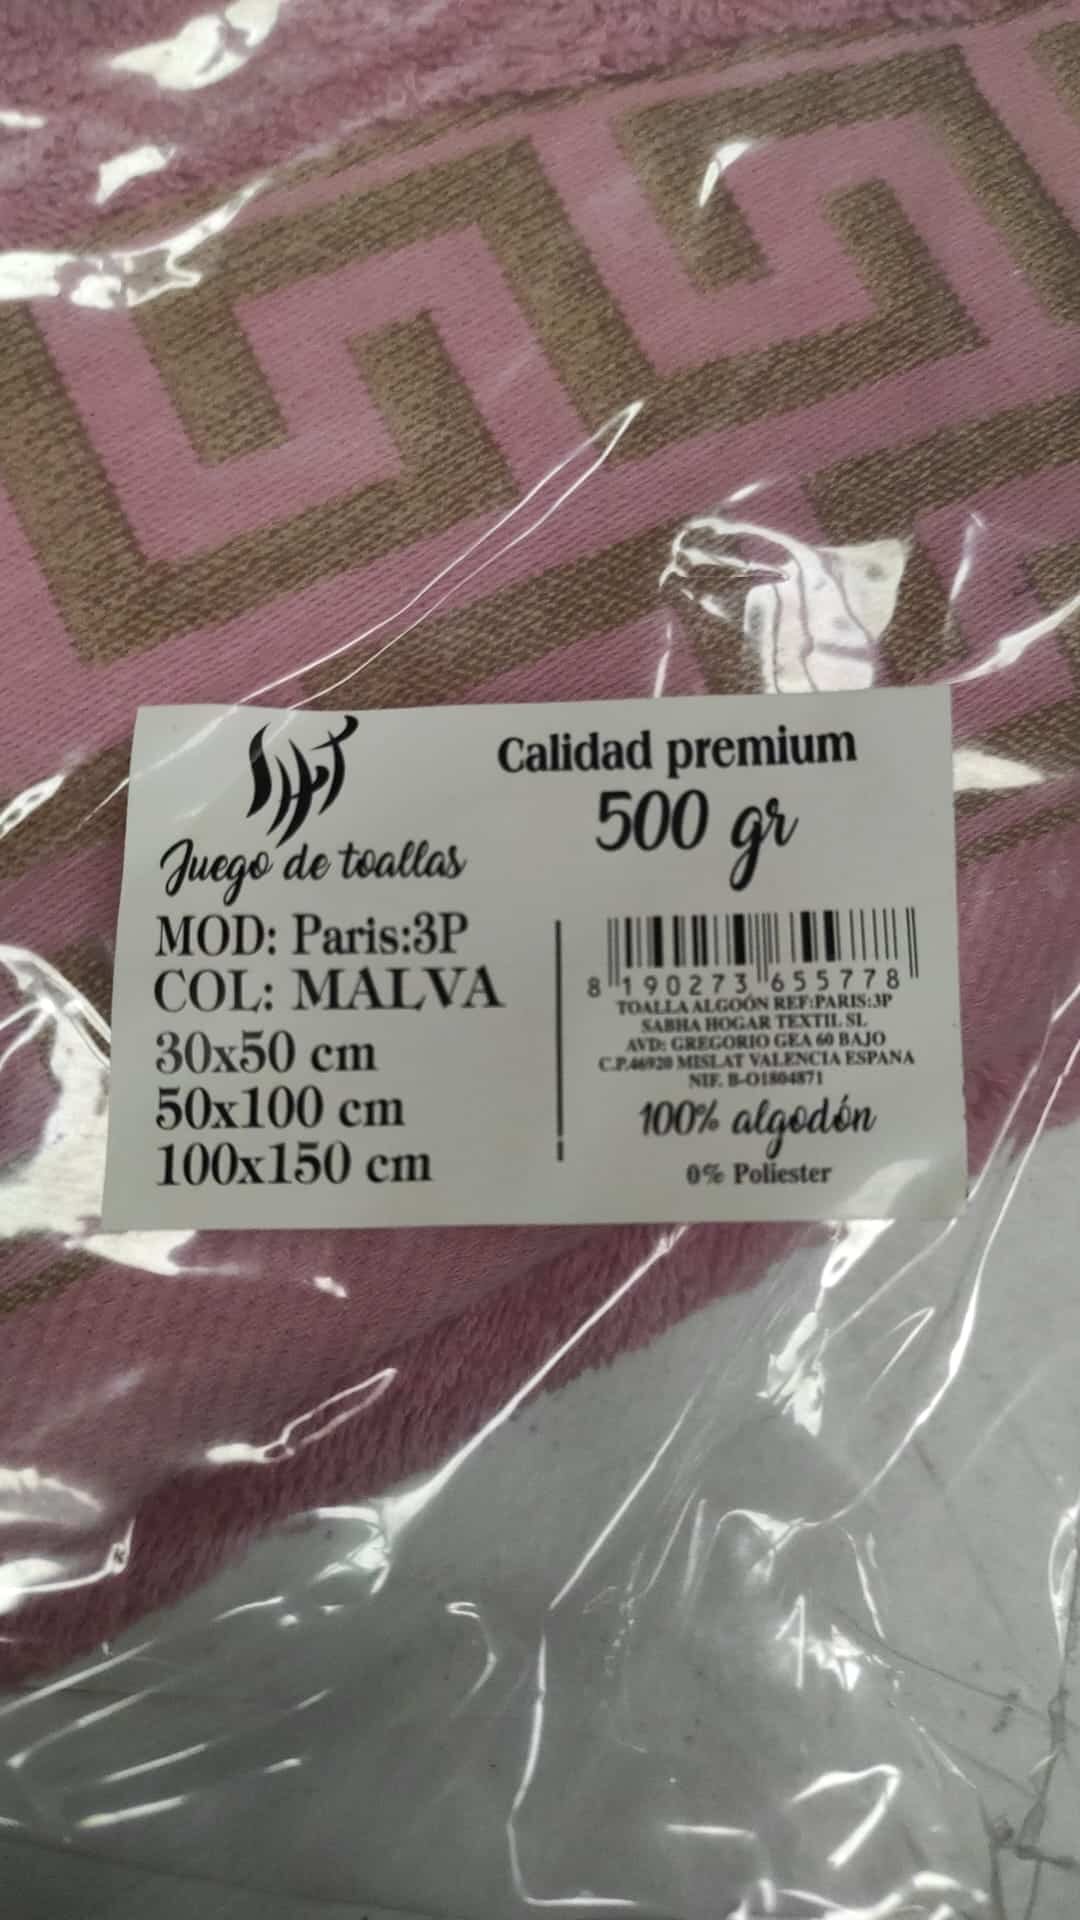 SHT
Juego de toallas
MOD: Paris:3P
COL: MALVA
30x50 cm
50x100 cm
100x150 cm
Calidad premium
500 gr
8 190273 655778
TOALLA ALGOÓN REF:PARIS:3P
SABHA HOGAR TEXTIL SL
AVD: GREGORIO GEA 60 BAJO
C.P.46920 MISLAT VALENCIA ESPANA
NIF. B-O1804871
100% algodón
0% Poliester